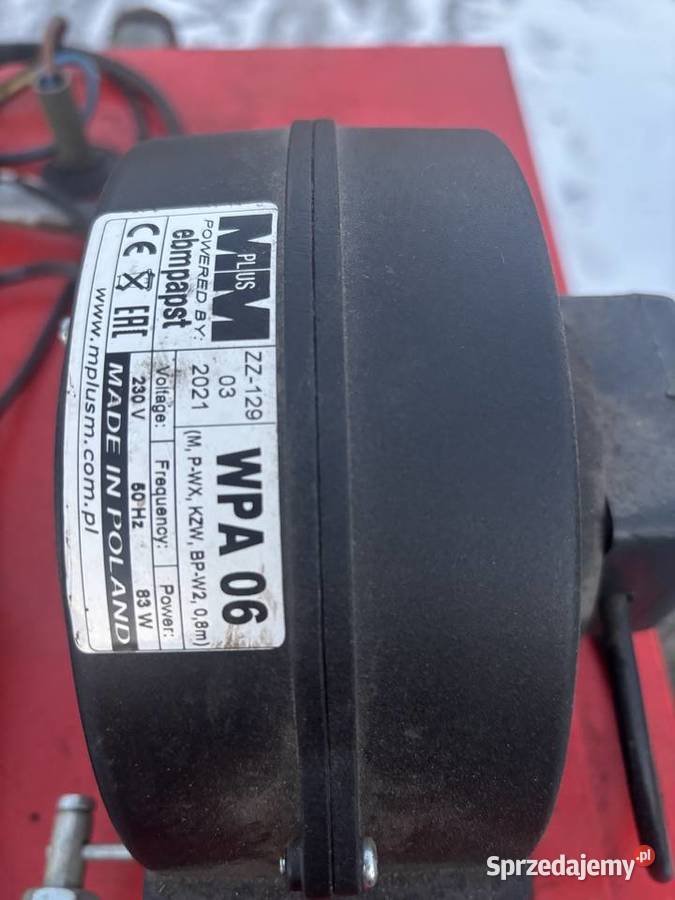 M PLUS M
POWERED BY:
ebmpapst
CE EAC
www.mplusm.com.pl
ZZ-129
03
2021
WPA 06
(M, P-WX, KZW, BP-W2, 0,8m)
Voltage: Frequency: Power:
230 V 50 Hz 83 W
MADE IN POLAND
Sprzedajemy.pl